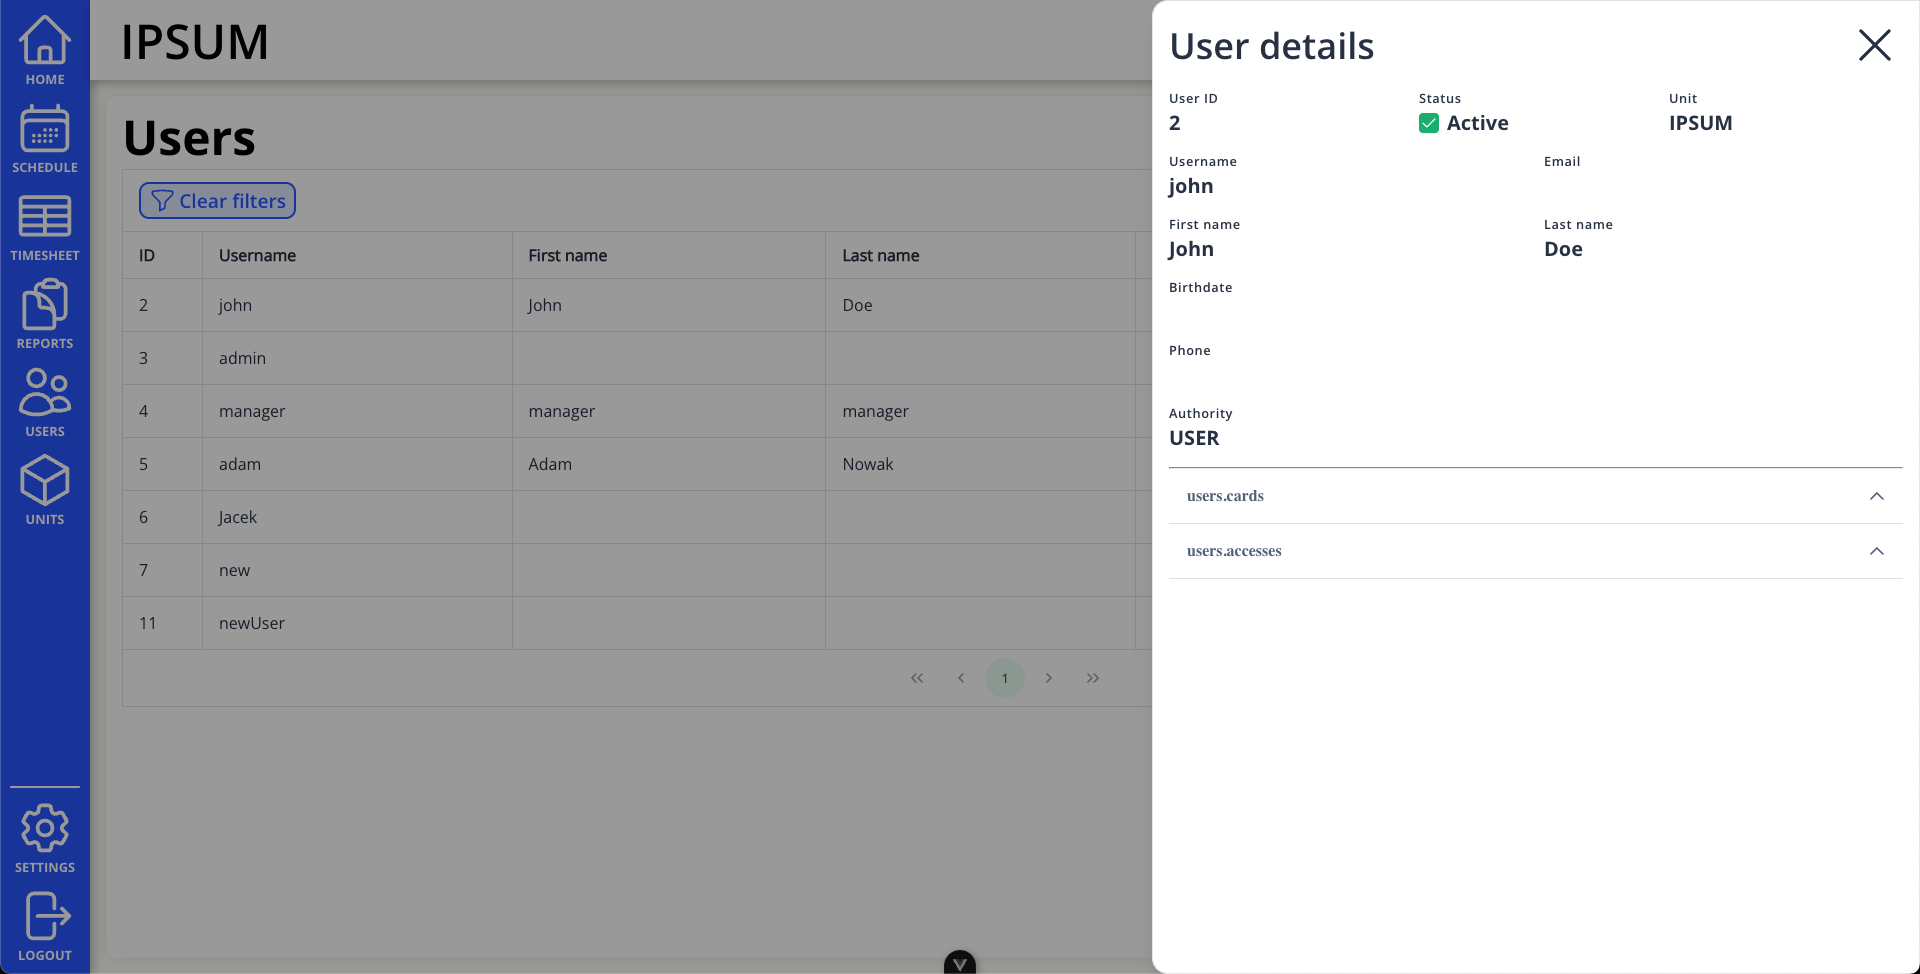 HOME
SCHEDULE
TIMESHEET
REPORTS
USERS
UNITS
SETTINGS
LOGOUT
IPSUM
Users
Clear filters
ID Username First name Last name
2 john John Doe
3 admin
4 manager manager manager
5 adam Adam Nowak
6 Jacek
7 new
11 newUser
1
User details
User ID Status Unit
2 Active IPSUM
Username Email
john
First name Last name
John Doe
Birthdate
Phone
Authority
USER
users.cards
users.accesses